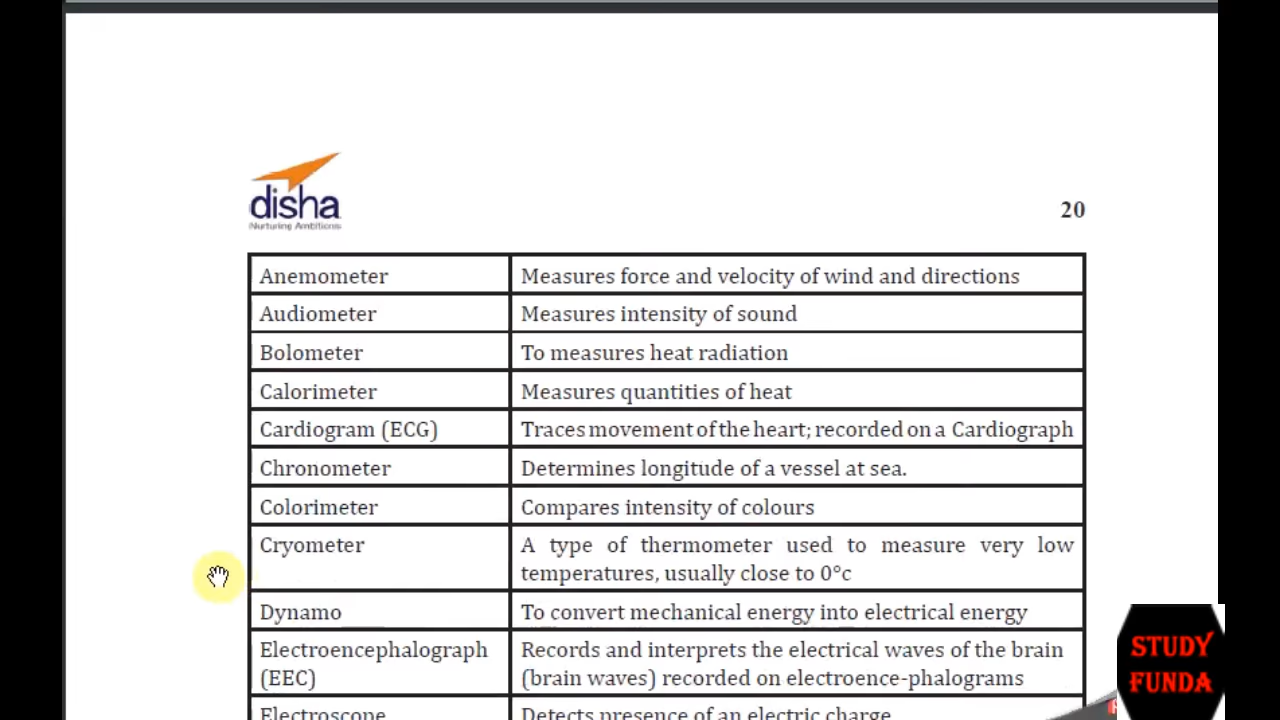 disha
Nurturing Ambitions
20
Anemometer Measures force and velocity of wind and directions
Audiometer Measures intensity of sound
Bolometer To measures heat radiation
Calorimeter Measures quantities of heat
Cardiogram (ECG) Traces movement of the heart; recorded on a Cardiograph
Chronometer Determines longitude of a vessel at sea.
Colorimeter Compares intensity of colours
Cryometer A type of thermometer used to measure very low
temperatures, usually close to 0°c
Dynamo To convert mechanical energy into electrical energy
Electroencephalograph Records and interprets the electrical waves of the brain
(EEC) (brain waves) recorded on electroence-phalograms
Electroscope Detects presence of an electric charge
STUDY
FUNDA